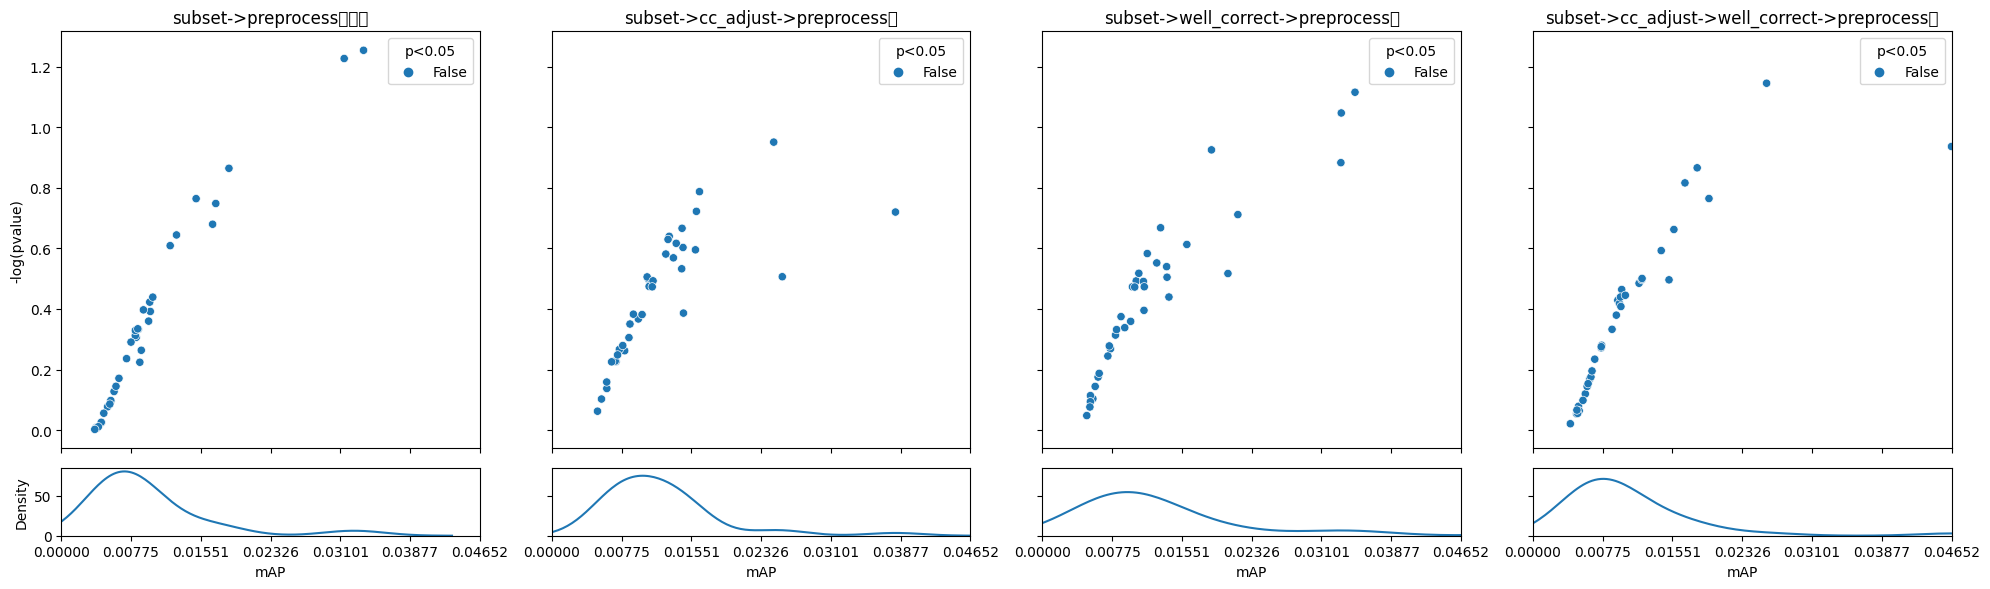 subset->preprocess
subset->cc_adjust->preprocess
subset->well_correct->preprocess
subset->cc_adjust->well_correct->preprocess
p<0.05
False
p<0.05
False
p<0.05
False
p<0.05
False
-log(pvalue)
1.2
1.0
0.8
0.6
0.4
0.2
0.0
Density
50
0
0.00000 0.00775 0.01551 0.02326 0.03101 0.03877 0.04652
0.00000 0.00775 0.01551 0.02326 0.03101 0.03877 0.04652
0.00000 0.00775 0.01551 0.02326 0.03101 0.03877 0.04652
0.00000 0.00775 0.01551 0.02326 0.03101 0.03877 0.04652
mAP
mAP
mAP
mAP